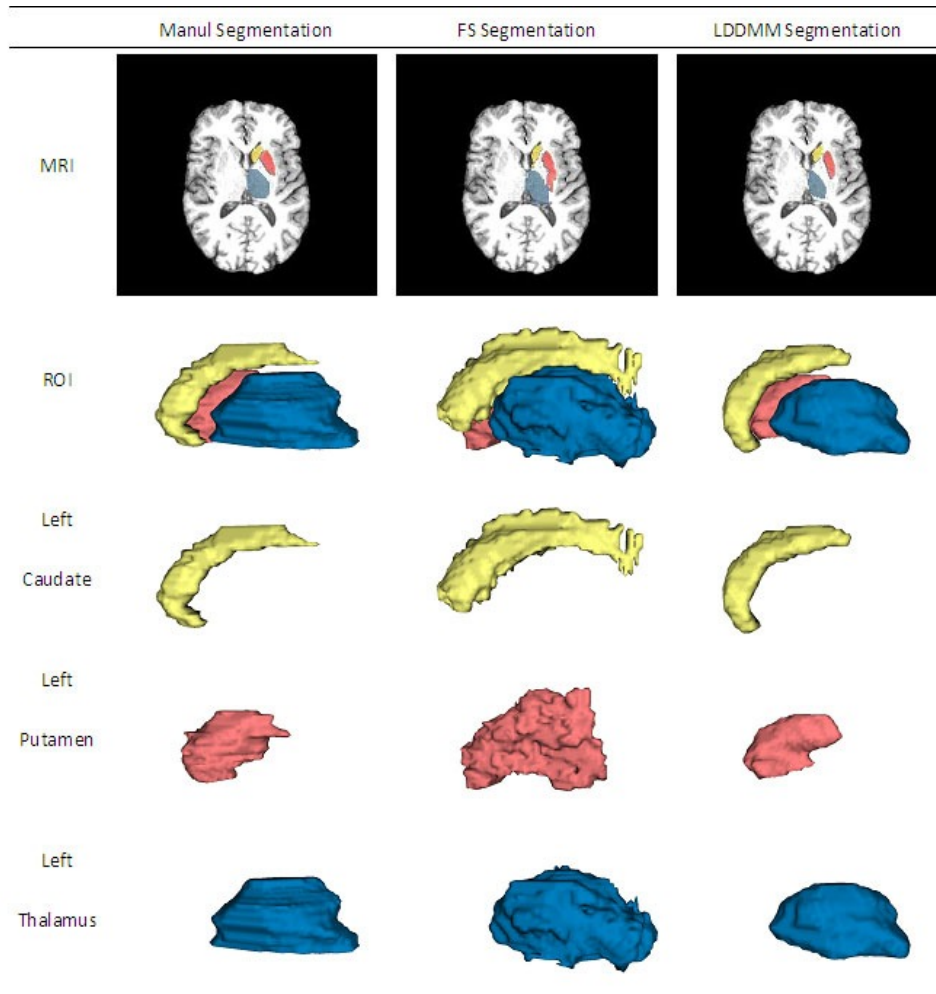 Manul Segmentation FS Segmentation LDDMM Segmentation
MRI
ROI
Left
Caudate
Left
Putamen
Left
Thalamus